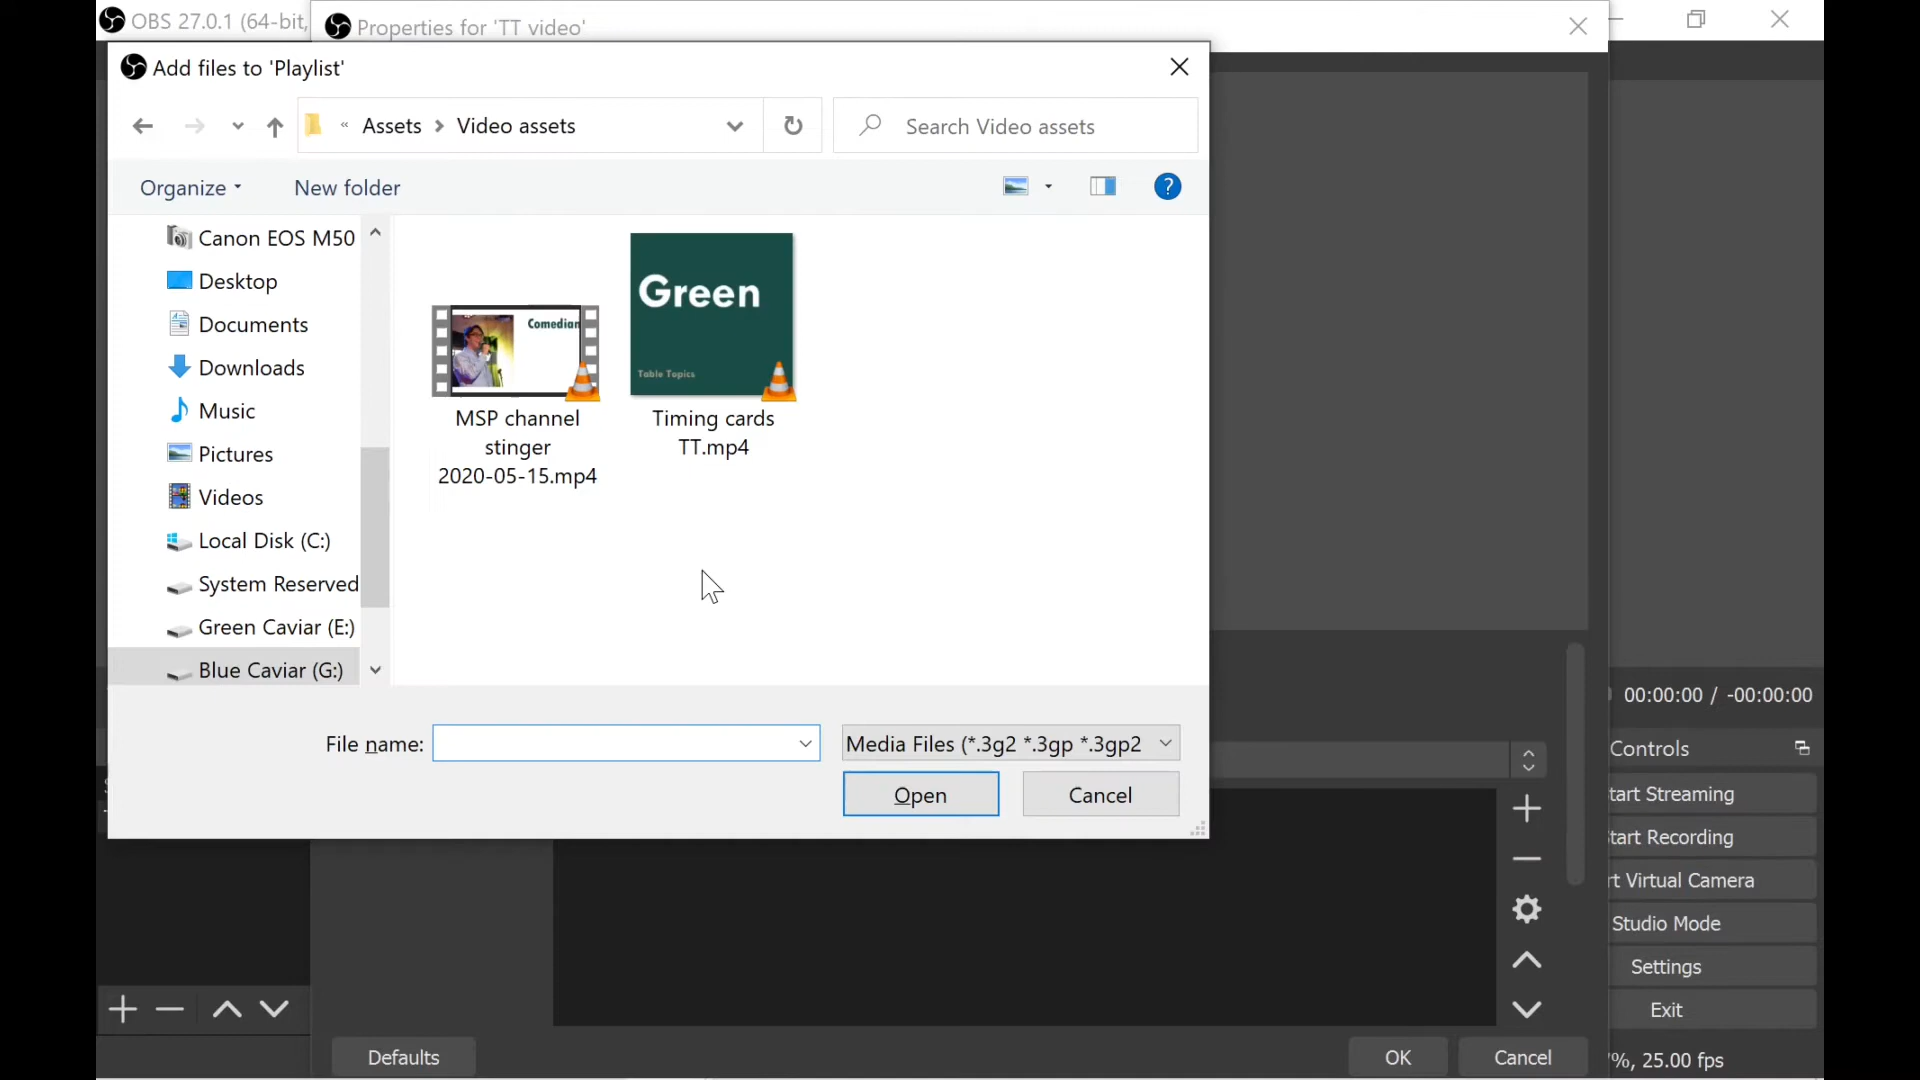 OBS 27.0.1 (64-bit,
Properties for 'TT video'
Add files to 'Playlist'
« Assets > Video assets
Search Video assets
Organize
New folder
Canon EOS M50
Desktop
Documents
Downloads
Music
Pictures
Videos
Local Disk (C:)
System Reserved
Green Caviar (E:)
Blue Caviar (G:)
Comedian
MSP channel
stinger
2020-05-15.mp4
Green
Table Topics
Timing cards
TT.mp4
File name:
Media Files (*.3g2 *.3gp *.3gp2
Open
Cancel
00:00:00 / -00:00:00
Controls
tart Streaming
tart Recording
rt Virtual Camera
Studio Mode
Settings
Exit
Defaults
OK
Cancel
%, 25.00 fps